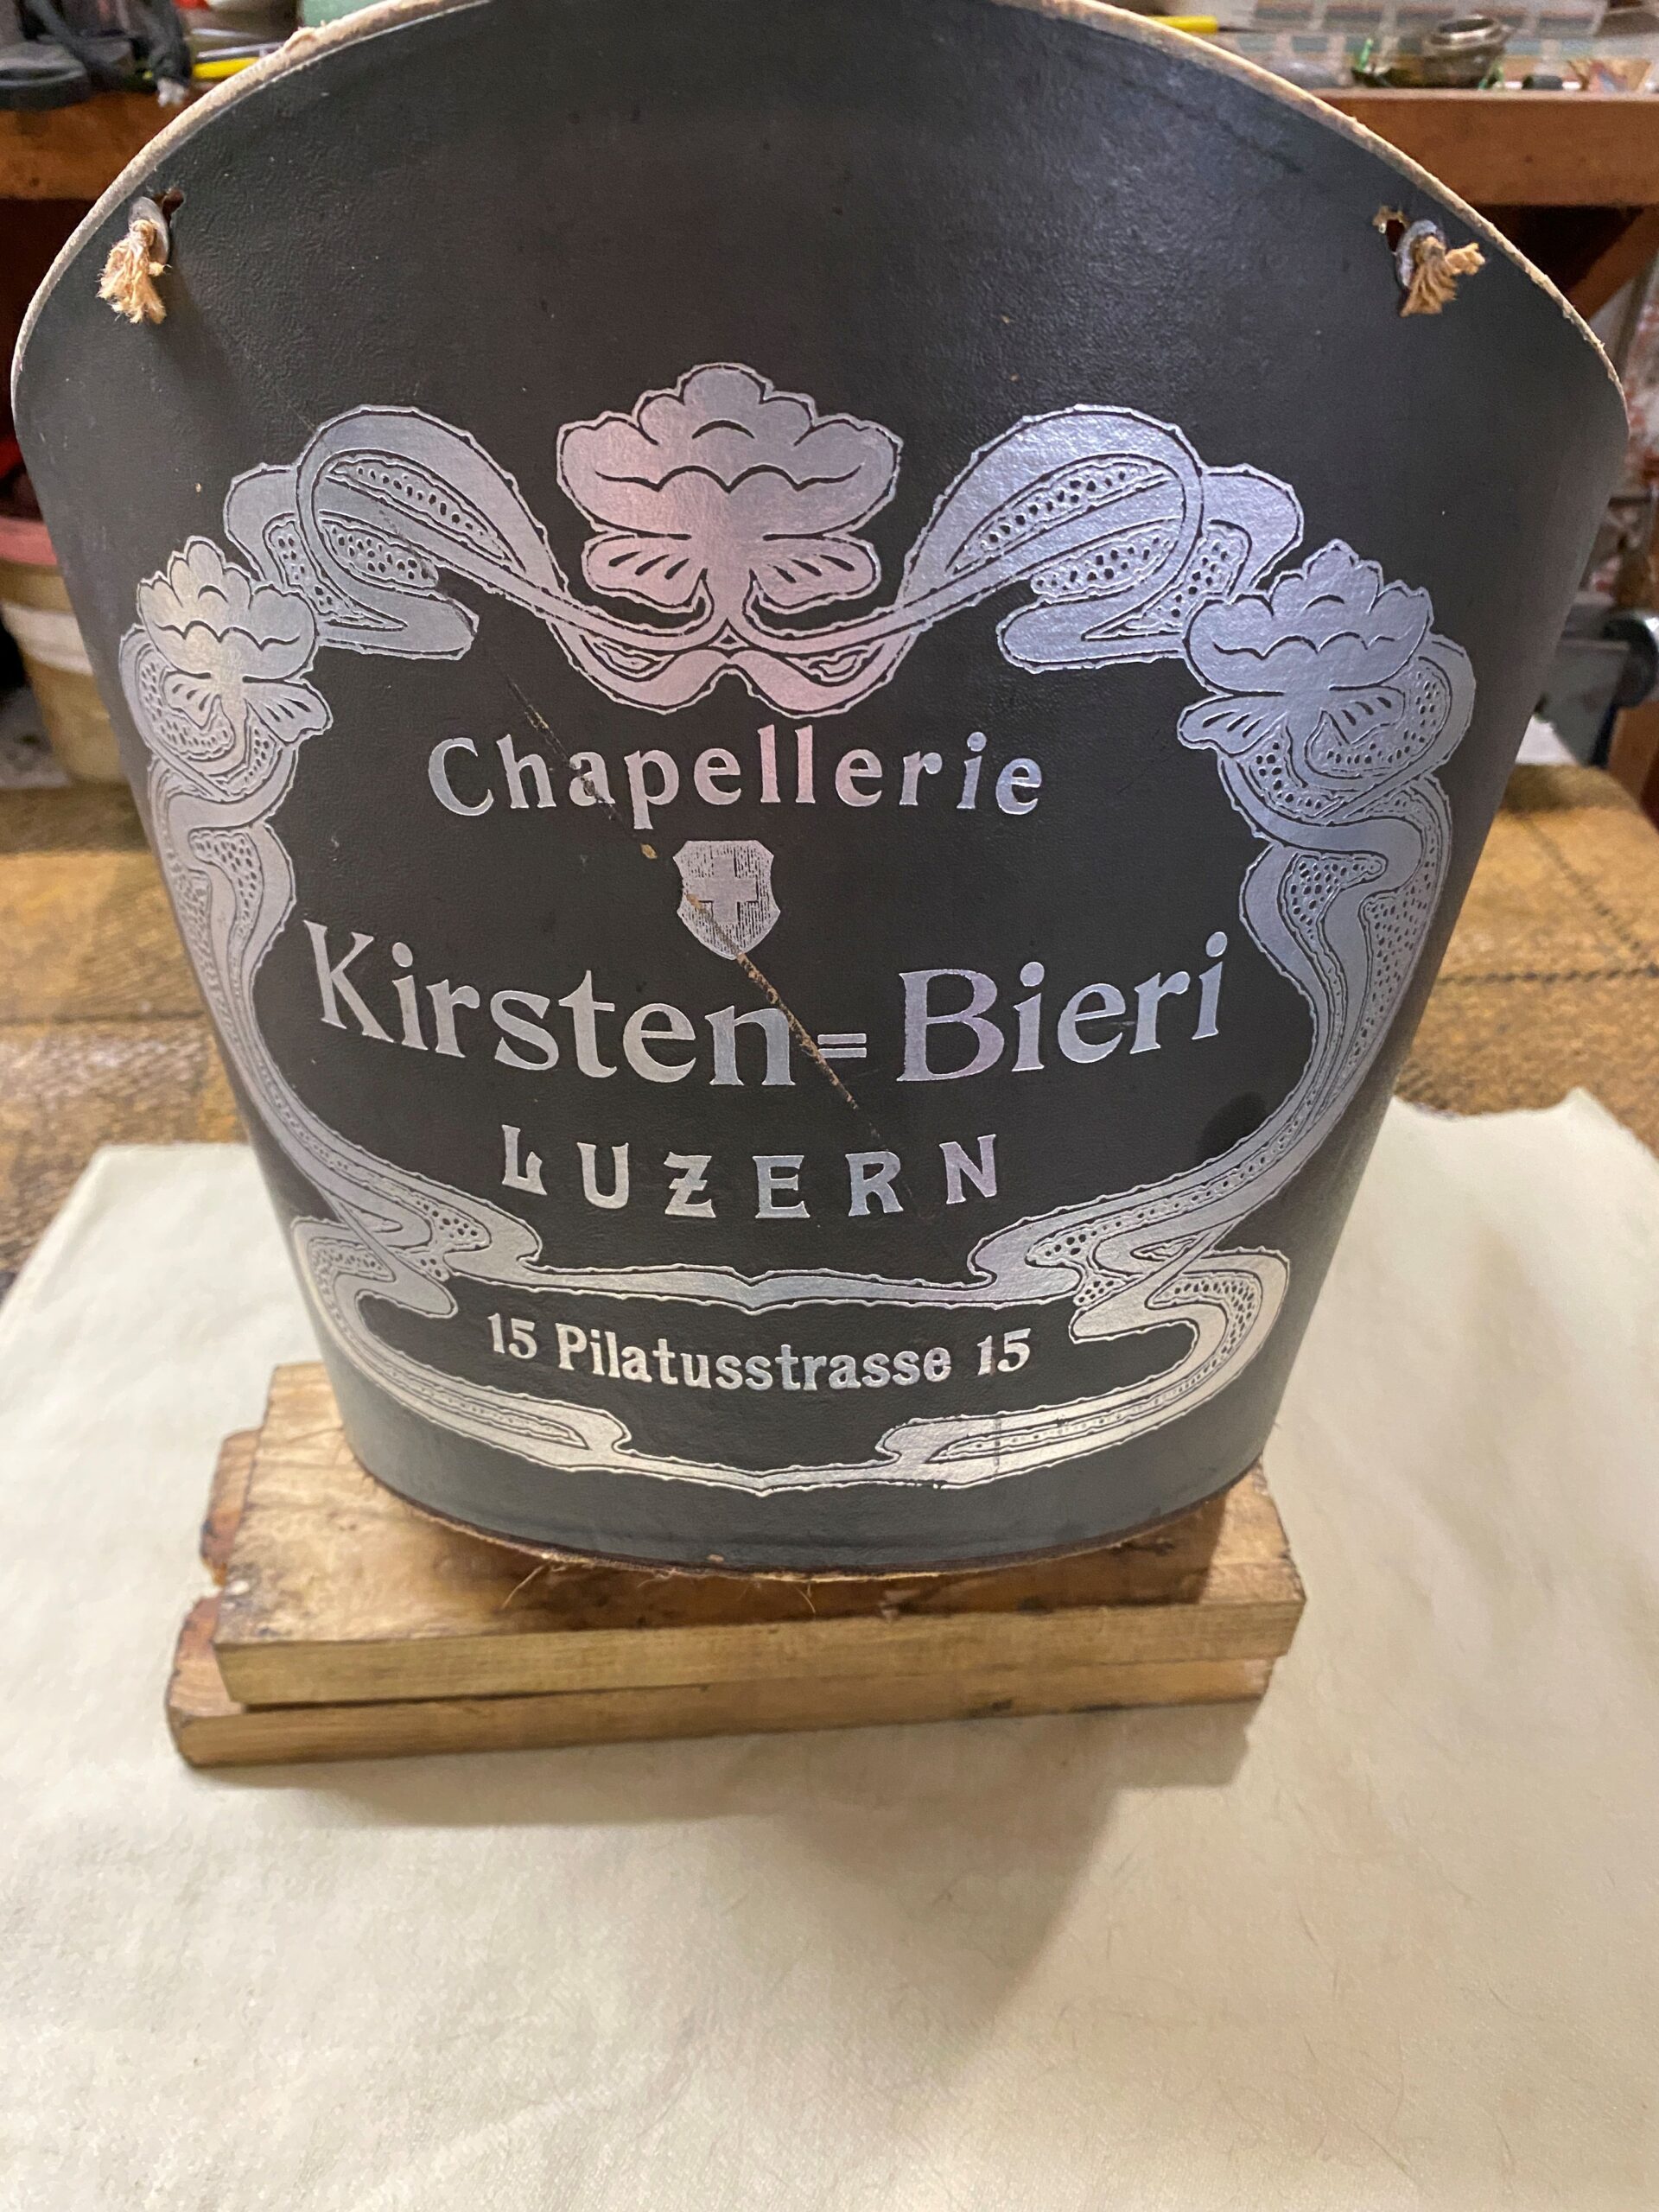 Chapellerie
Kirsten=Bieri
LUZERN
15 Pilatusstrasse 15